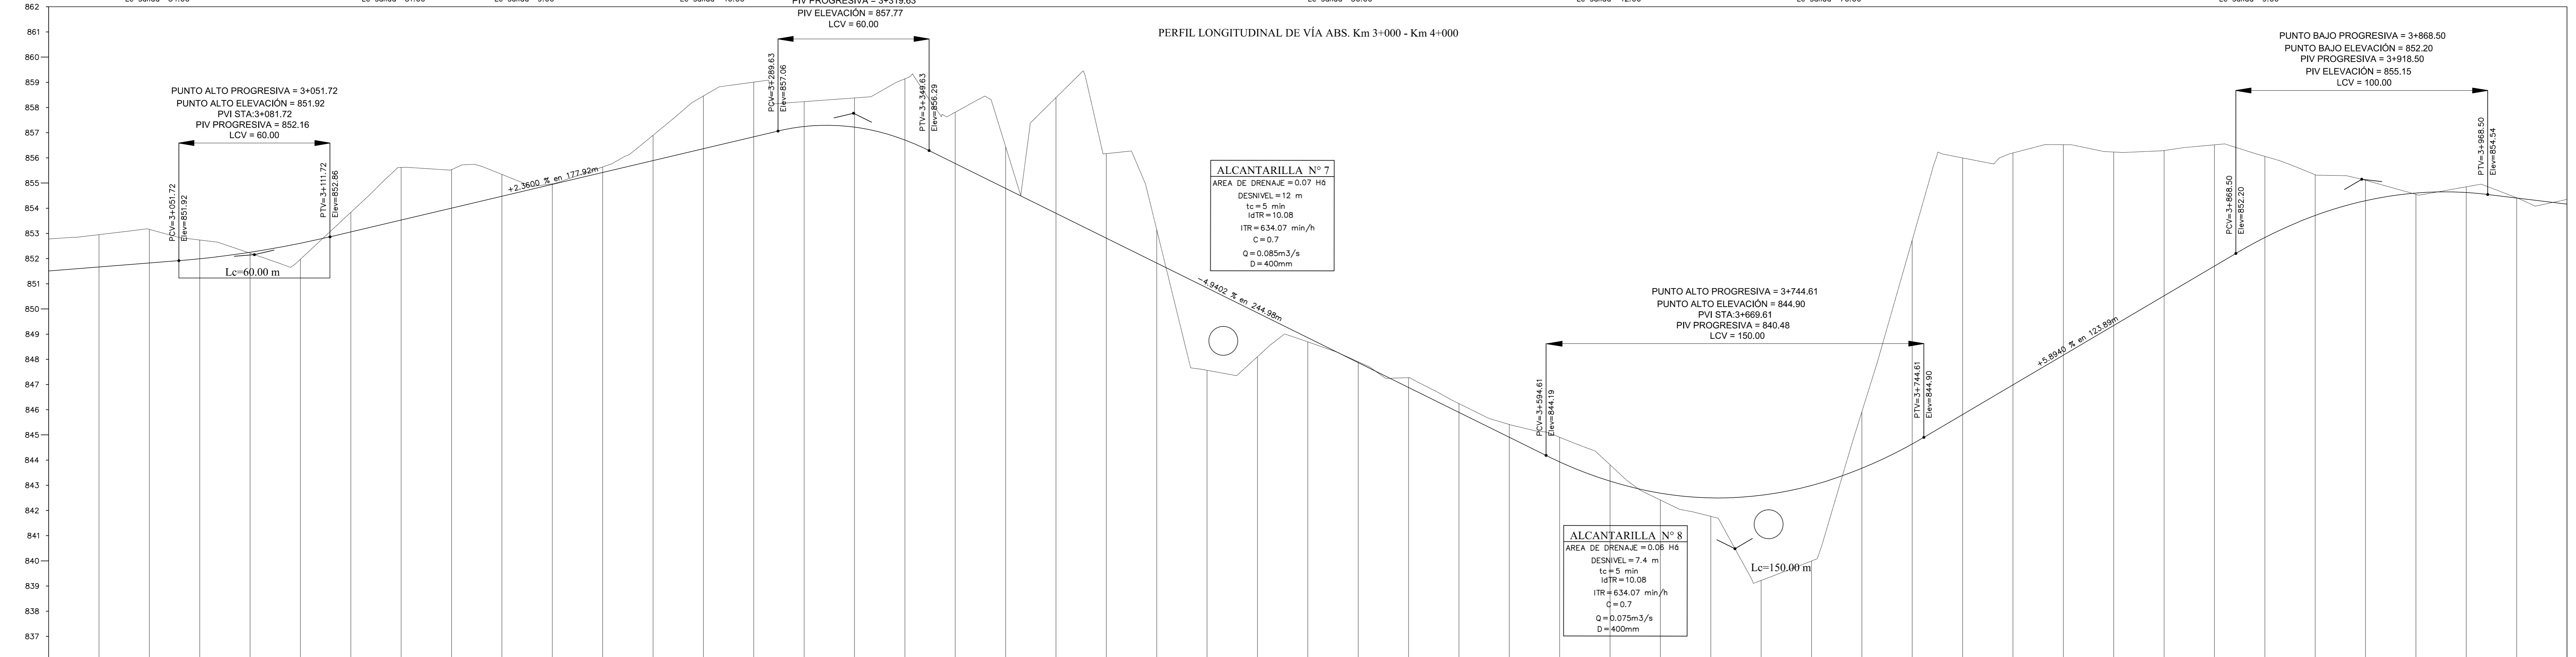 PIV PROGRESIVA = 3+319.63
PIV ELEVACIÓN = 857.77
LCV = 60.00
PERFIL LONGITUDINAL DE VÍA ABS. Km 3+000 - Km 4+000
862
861
860
859
858
857
856
855
854
853
852
851
850
849
848
847
846
845
844
843
842
841
840
839
838
837
PUNTO ALTO PROGRESIVA = 3+051.72
PUNTO ALTO ELEVACIÓN = 851.92
PVI STA:3+081.72
PIV PROGRESIVA = 852.16
LCV = 60.00
PCV=3+051.72
Elev=851.92
PTV=3+111.72
Elev=852.86
Lc=60.00 m
+2.3600 % en 177.92m
PCV=3+289.63
Elev=857.06
PTV=3+349.63
Elev=856.29
-4.9402 % en 244.98m
ALCANTARILLA N° 7
AREA DE DRENAJE =0.07 Há
DESNIVEL=12 m
tc=5 min
IdTR=10.08
ITR=634.07 min/h
C=0.7
Q=0.085m3/s
D=400mm
PUNTO ALTO PROGRESIVA = 3+744.61
PUNTO ALTO ELEVACIÓN = 844.90
PVI STA:3+669.61
PIV PROGRESIVA = 840.48
LCV = 150.00
PCV=3+594.61
Elev=844.19
PTV=3+744.61
Elev=844.90
ALCANTARILLA N° 8
AREA DE DRENAJE =0.06 Há
DESNIVEL=7.4 m
tc=5 min
IdTR=10.08
ITR=634.07 min/h
C=0.7
Q=0.075m3/s
D=400mm
Lc=150.00 m
+5.8940 % en 123.89m
PUNTO BAJO PROGRESIVA = 3+868.50
PUNTO BAJO ELEVACIÓN = 852.20
PIV PROGRESIVA = 3+918.50
PIV ELEVACIÓN = 855.15
LCV = 100.00
PCV=3+868.50
Elev=852.20
PTV=3+968.50
Elev=854.54